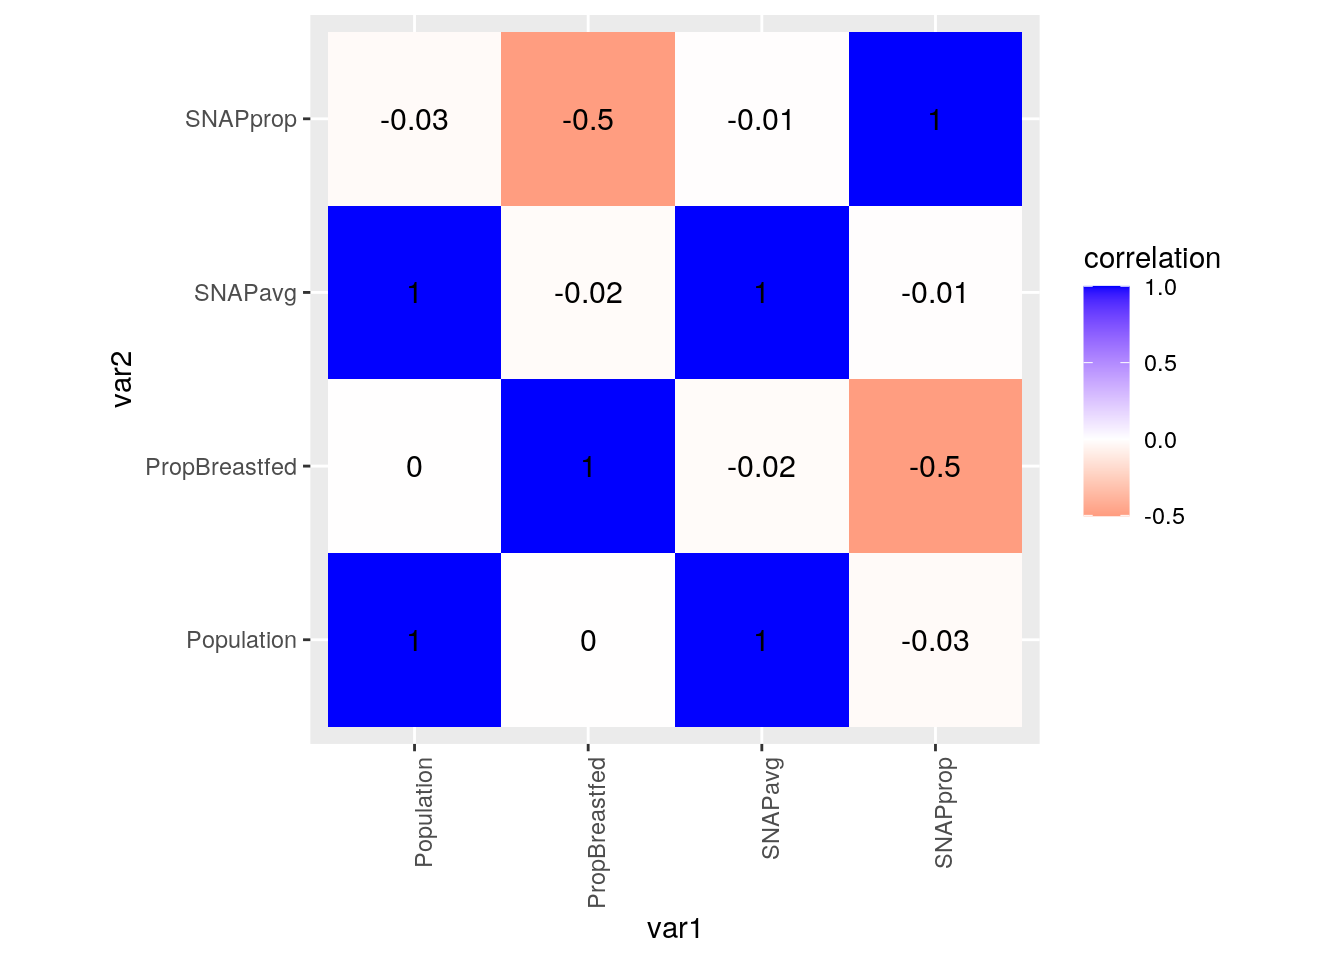 SNAPprop
-0.03
-0.5
-0.01
1
SNAPavg
1
-0.02
1
-0.01
PropBreastfed
0
1
-0.02
-0.5
Population
1
0
1
-0.03
Population
PropBreastfed
SNAPavg
SNAPprop
var1
var2
correlation
1.0
0.5
0.0
-0.5